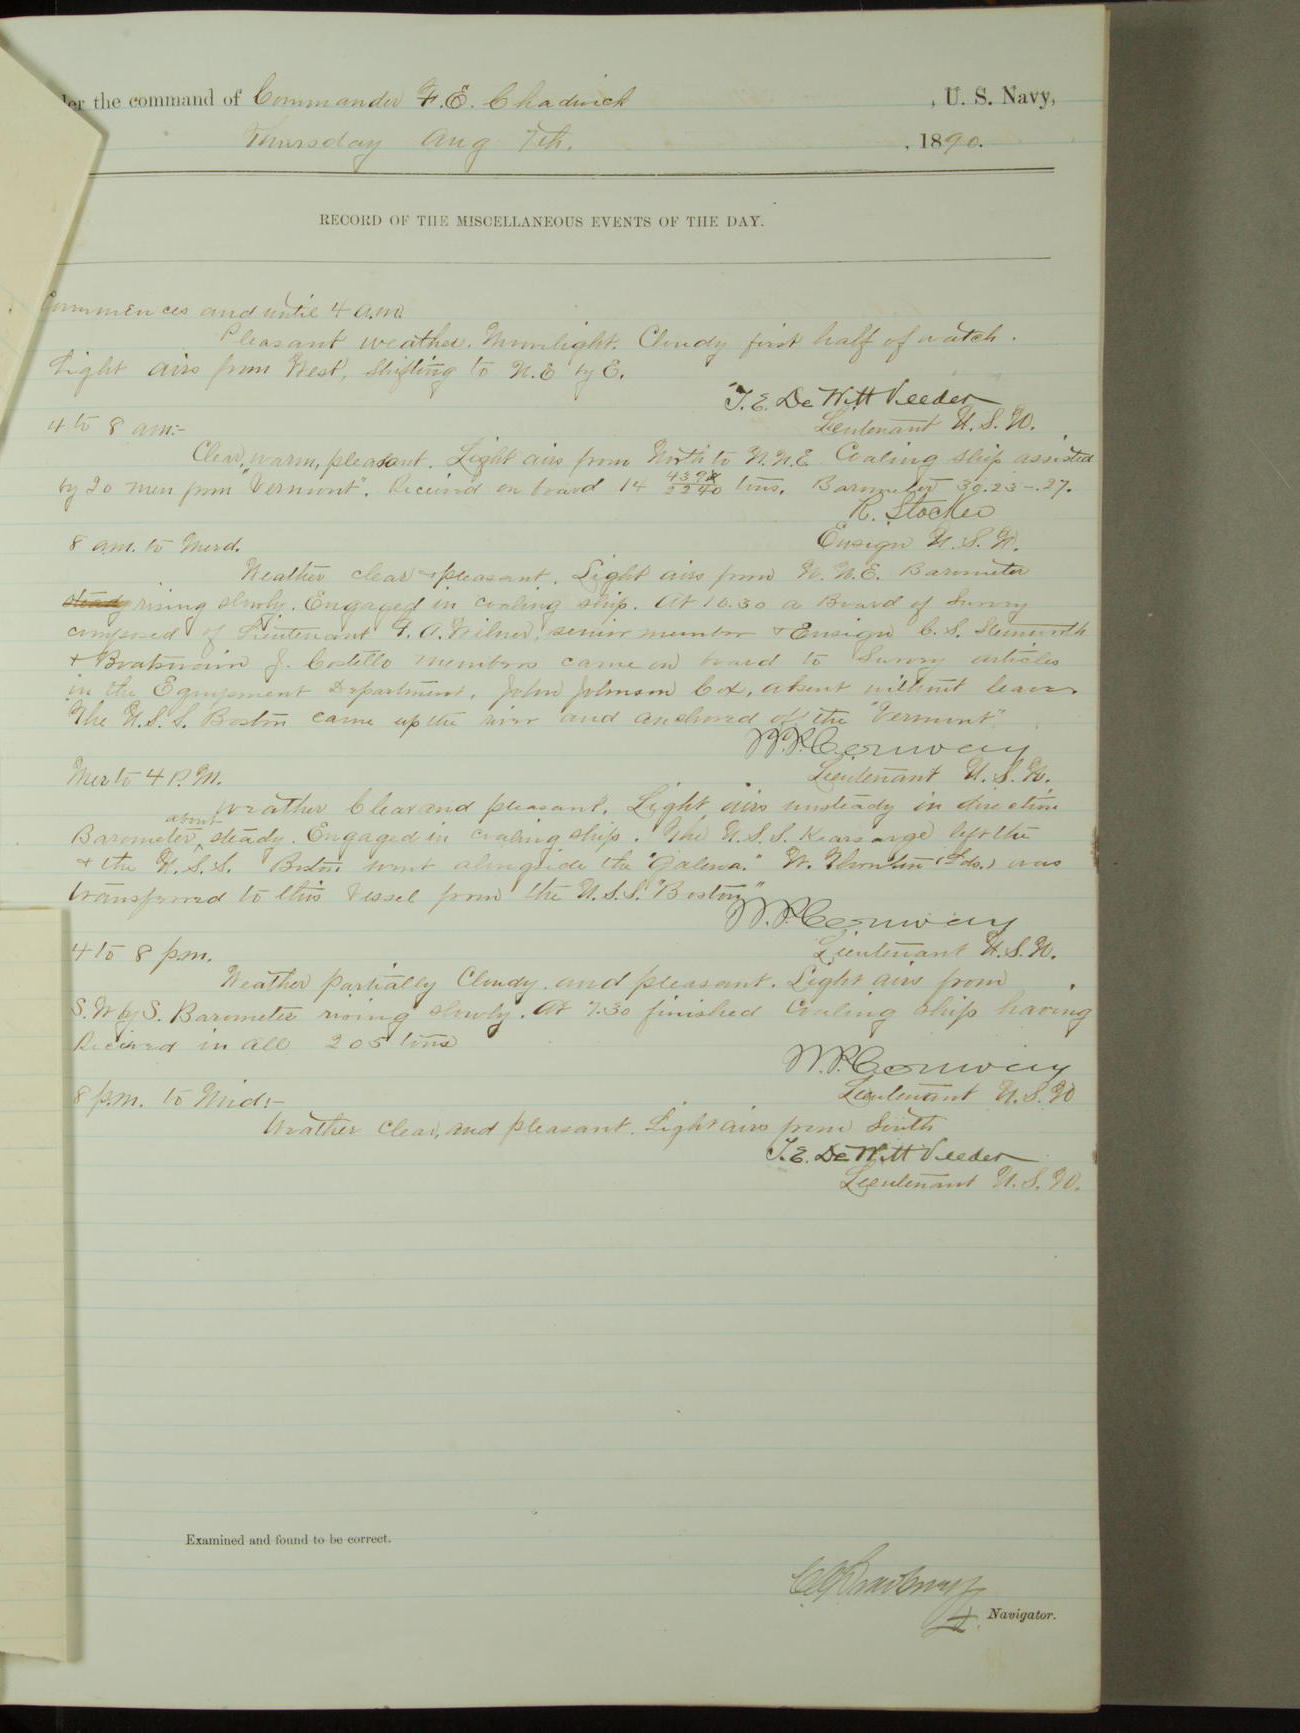 der the command of Commander F. E. Chadwick , U. S. Navy,
Thursday Aug 7th. , 1890.
RECORD OF THE MISCELLANEOUS EVENTS OF THE DAY.
Commences and until 4 a.m.
Pleasant weather. Moonlight. Cloudy first half of watch.
Light airs from West, shifting to N.E by E.
T. E. DeWitt Veeder
Lieutenant U.S.N.
4 to 8 am:-
Clear, warm, pleasant. Light airs from North to N.N.E. Coaling ship assisted
by 20 men from "Vermont". Received on board 14 tons. Barometer 30.23-.27.
R. Stocker
Ensign U.S.N.
8 a.m. to Merd.
Weather clear & pleasant. Light airs from N.N.E. Barometer
steady rising slowly. Engaged in coaling ship. At 10.30 a Board of Survey
composed of Lieutenant F. A. Wilner, senior member & Ensign C. S.
& Boatswain J. Costello members came on board to Survey articles
in the Equipment Department. John Johnson Cox, absent without leave.
The U.S.S. Boston came up the river and anchored off the "Vermont"
W.P. Conway
Lieutenant U.S.N.
Mer to 4 P.M.
Weather Clear and pleasant. Light airs unsteady in direction
Barometer about steady. Engaged in coaling ship. The U.S.S. Kearsarge left the
& the U.S.S. Boston went alongside the "Galena." W. Thornton (Lds.) was
transferred to this Vessel from the U.S.S. "Boston"
W.P. Conway
Lieutenant U.S.N.
4 to 8 p.m.
Weather partially Cloudy and pleasant. Light airs from
S.W by S. Barometer rising slowly. At 7.30 finished Coaling ship having
Received in all 205 tons
W.P. Conway
Lieutenant U.S.N
8 p.m. to Mid:-
Weather Clear, and pleasant. Light airs from South
T. E. DeWitt Veeder
Lieutenant U.S.N.
Examined and found to be correct.
Navigator.